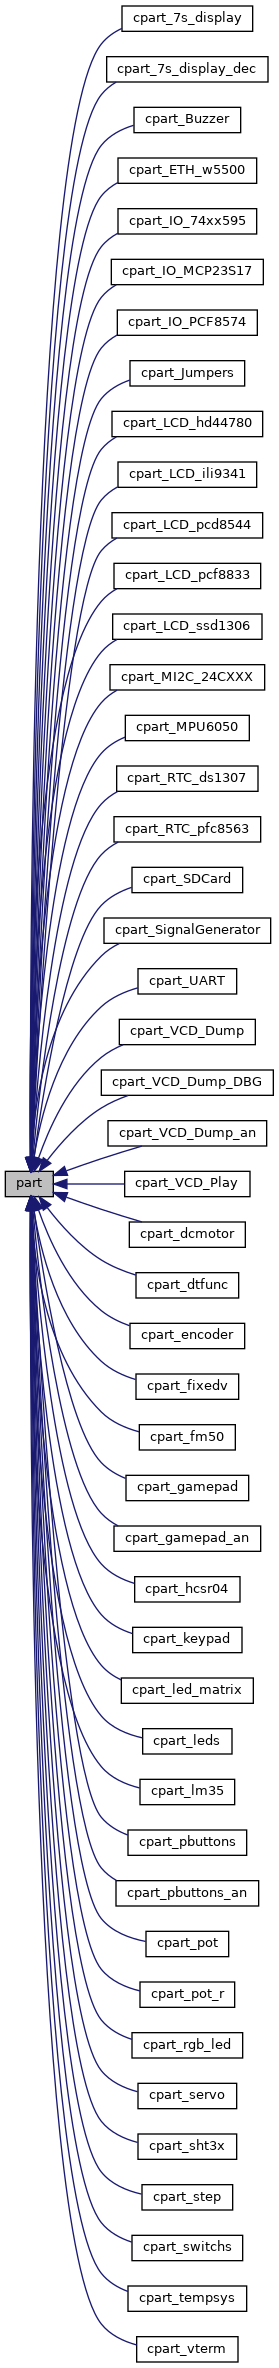 cpart_7s_display
cpart_7s_display_dec
cpart_Buzzer
cpart_ETH_w5500
cpart_IO_74xx595
cpart_IO_MCP23S17
cpart_IO_PCF8574
cpart_Jumpers
cpart_LCD_hd44780
cpart_LCD_ili9341
cpart_LCD_pcd8544
cpart_LCD_pcf8833
cpart_LCD_ssd1306
cpart_MI2C_24CXXX
cpart_MPU6050
cpart_RTC_ds1307
cpart_RTC_pfc8563
cpart_SDCard
cpart_SignalGenerator
cpart_UART
cpart_VCD_Dump
cpart_VCD_Dump_DBG
cpart_VCD_Dump_an
part
cpart_VCD_Play
cpart_dcmotor
cpart_dtfunc
cpart_encoder
cpart_fixedv
cpart_fm50
cpart_gamepad
cpart_gamepad_an
cpart_hcsr04
cpart_keypad
cpart_led_matrix
cpart_leds
cpart_lm35
cpart_pbuttons
cpart_pbuttons_an
cpart_pot
cpart_pot_r
cpart_rgb_led
cpart_servo
cpart_sht3x
cpart_step
cpart_switchs
cpart_tempsys
cpart_vterm